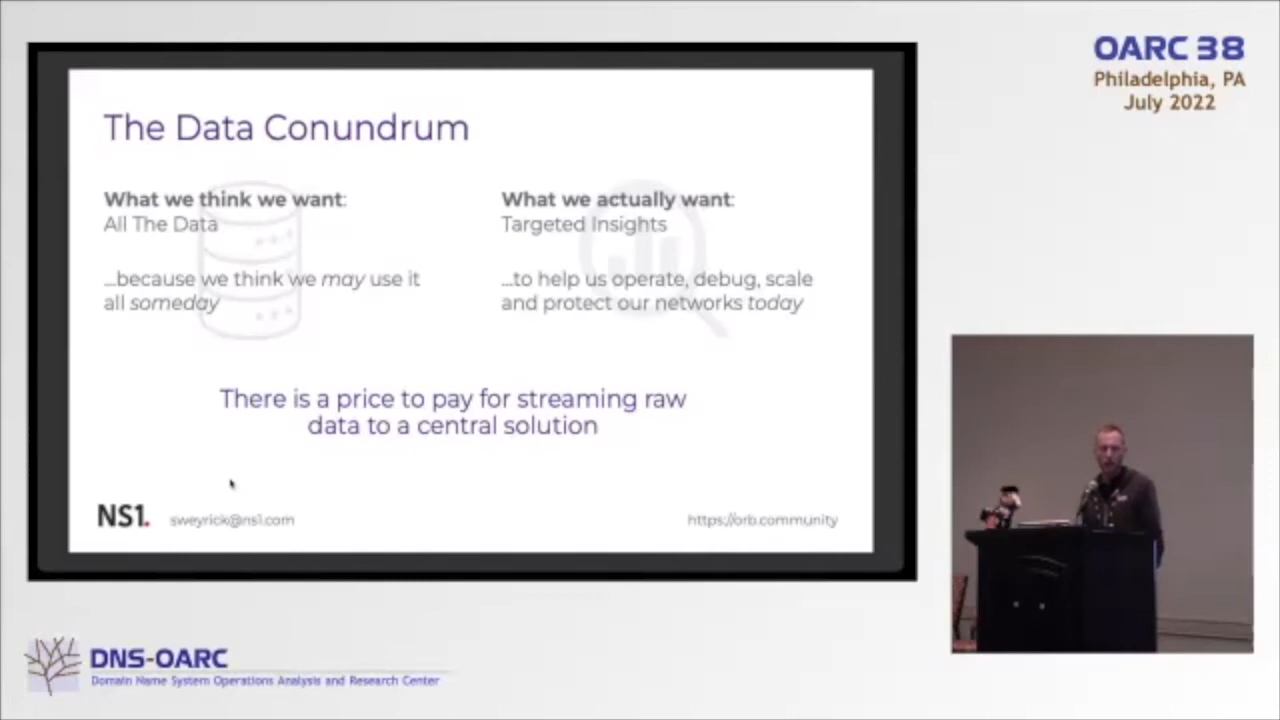 OARC 38
Philadelphia, PA
July 2022
The Data Conundrum
What we think we want:
All The Data
...because we think we may use it
all someday
What we actually want:
Targeted Insights
...to help us operate, debug, scale
and protect our networks today
There is a price to pay for streaming raw
data to a central solution
NS1.
sweyrick@ns1.com
https://orb.community
DNS-OARC
Domain Name System Operations Analysis and Research Center